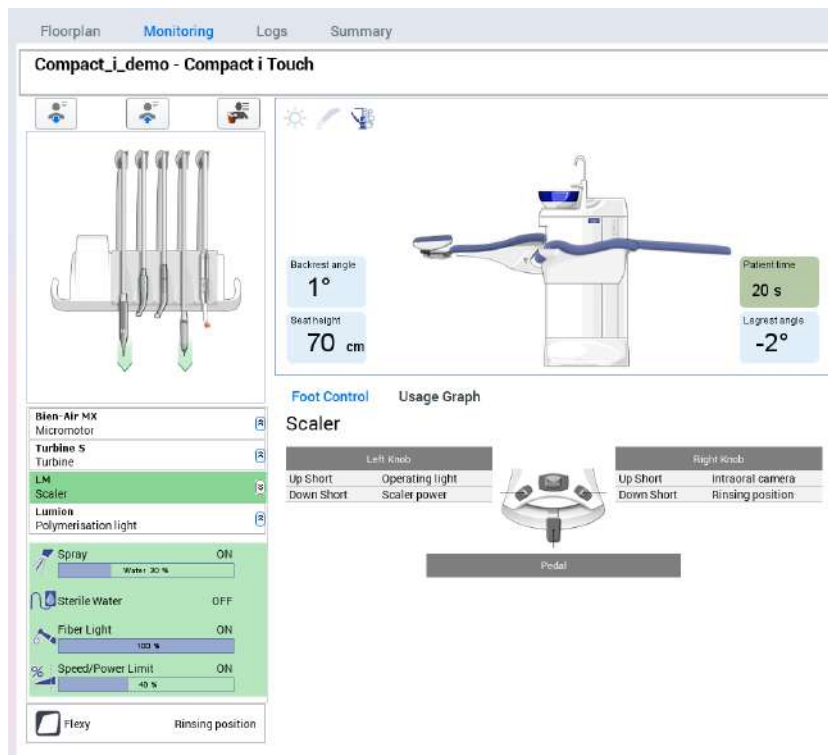 Floorplan Monitoring Logs Summary
Compact_i_demo - Compact i Touch
Backrest angle
1°
Seat height
70 cm
Patient time
20 s
Legrest angle
-2°
Bien-Air MX
Micromotor
Turbine S
Turbine
LM
Scaler
Lumion
Polymerisation light
Spray ON
Water 30 %
Sterile Water OFF
Fiber Light ON
100 %
Speed/Power Limit ON
%
40 %
Flexy Rinsing position
Foot Control Usage Graph
Scaler
Left Knob
Up Short Operating light
Down Short Scaler power
Right Knob
Up Short Intraoral camera
Down Short Rinsing position
Pedal